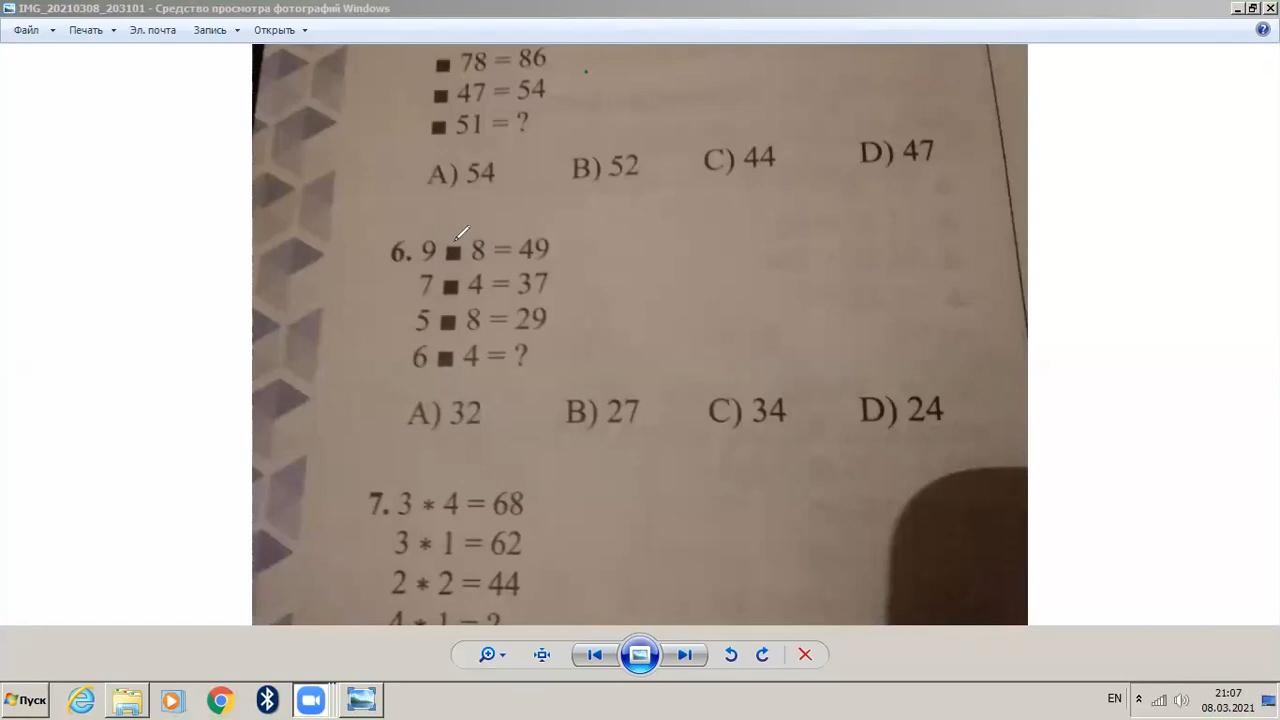 IMG_20210308_203101 - Средство просмотра фотографий Windows
Файл Печать Эл. почта Запись Открыть
■ 78 = 86
■ 47 = 54
■ 51 = ?
A) 54 B) 52 C) 44 D) 47
6. 9 ■ 8 = 49
7 ■ 4 = 37
5 ■ 8 = 29
6 ■ 4 = ?
A) 32 B) 27 C) 34 D) 24
7. 3 * 4 = 68
3 * 1 = 62
2 * 2 = 44
4 * 1 = ?
Пуск
EN
21:07
08.03.2021